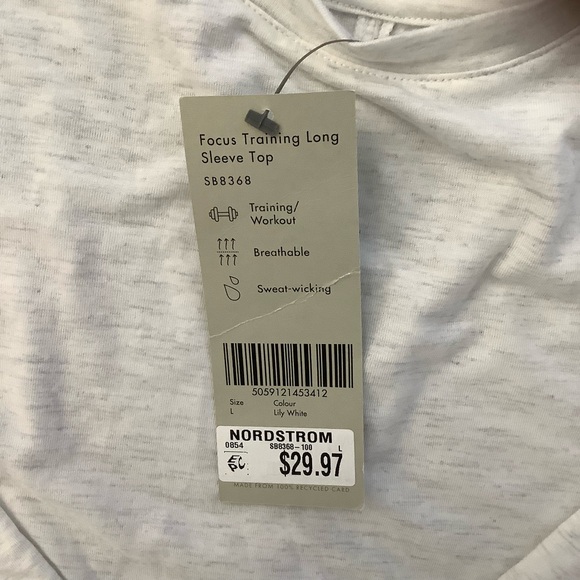 Focus Training Long
Sleeve Top
SB8368
Training/
Workout
Breathable
Sweat-wicking
5059121453412
Size Colour
L Lily White
NORDSTROM
0854 SB8368-100 L
$29.97
MADE FROM 100% RECYCLED CARD